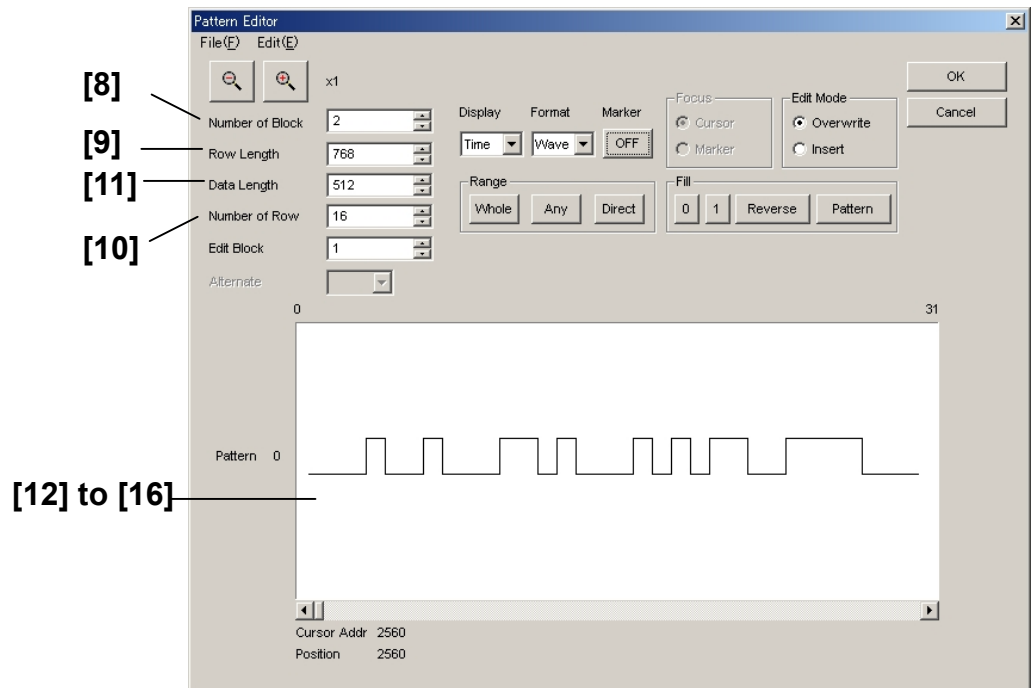 Pattern Editor
File(F) Edit(E)
x1
OK
Cancel
[8]
Number of Block 2
[9]
Row Length 768
[11]
Data Length 512
[10]
Number of Row 16
Edit Block 1
Alternate
Display Format Marker
Time Wave OFF
Focus
Cursor
Marker
Edit Mode
Overwrite
Insert
Range
Whole Any Direct
Fill
0 1 Reverse Pattern
0 31
Pattern 0
[12] to [16]
Cursor Addr 2560
Position 2560